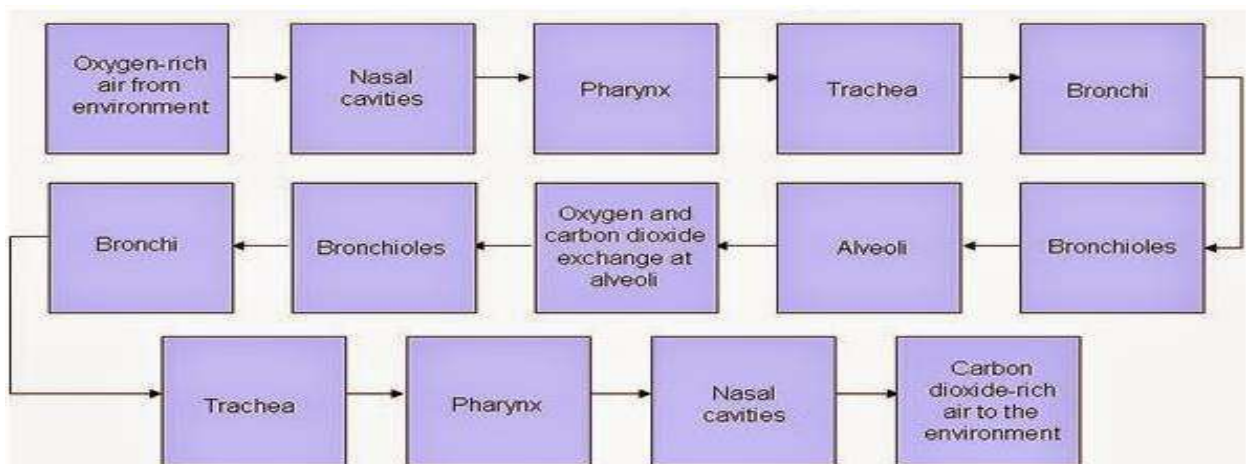 Oxygen-rich
air from
environment
Nasal
cavities
Pharynx
Trachea
Bronchi
Bronchioles
Alveoli
Oxygen and
carbon dioxide
exchange at
alveoli
Bronchioles
Bronchi
Trachea
Pharynx
Nasal
cavities
Carbon
dioxide-rich
air to the
environment